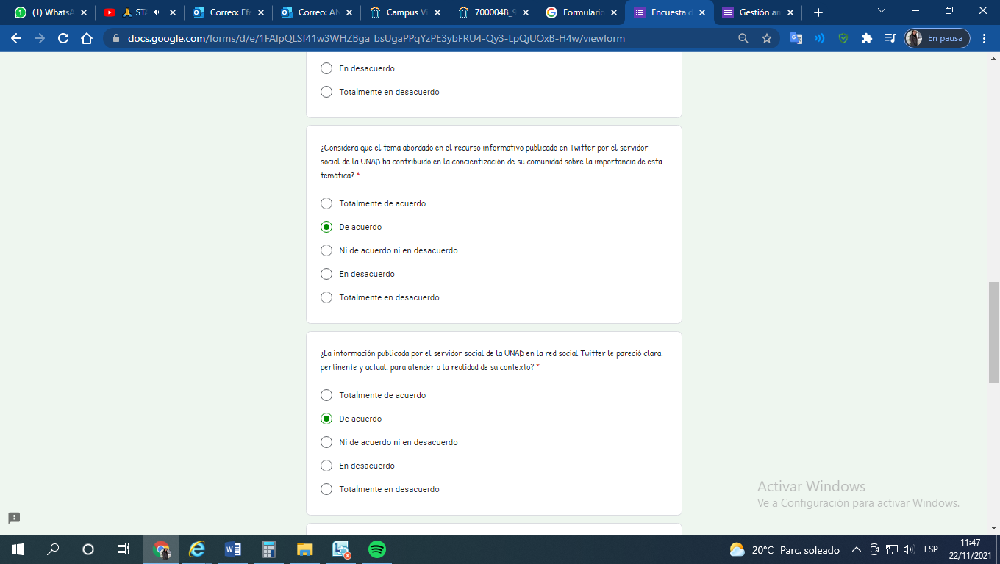 (1) WhatsA
STA
Correo: Efe
Correo: AN
Campus Vi
700004B_9
Formulario
Encuesta d
Gestión am
docs.google.com/forms/d/e/1FAIpQLSf41w3WHZBga_bsUgaPPqYzPE3ybFRU4-Qy3-LpQjUOxB-H4w/viewform
En pausa
En desacuerdo
Totalmente en desacuerdo
¿Considera que el tema abordado en el recurso informativo publicado en Twitter por el servidor
social de la UNAD ha contribuido en la concientización de su comunidad sobre la importancia de esta
temática? *
Totalmente de acuerdo
De acuerdo
Ni de acuerdo ni en desacuerdo
En desacuerdo
Totalmente en desacuerdo
¿La información publicada por el servidor social de la UNAD en la red social Twitter le pareció clara,
pertinente y actual, para atender a la realidad de su contexto? *
Totalmente de acuerdo
De acuerdo
Ni de acuerdo ni en desacuerdo
En desacuerdo
Totalmente en desacuerdo
Activar Windows
Ve a Configuración para activar Windows.
20°C Parc. soleado
ESP
11:47
22/11/2021